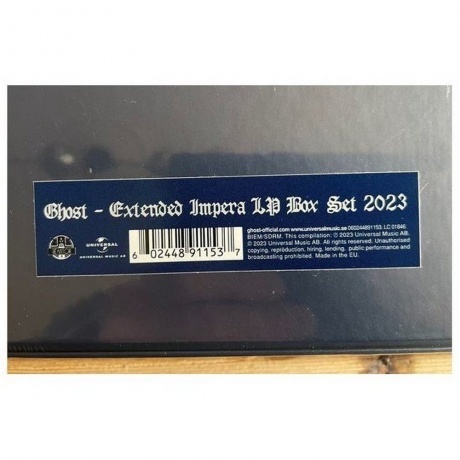 Ghost - Extended Impera LP Box Set 2023
UNIVERSAL
UNIVERSAL MUSIC AB
6 02448 91153 7
ghost-official.com www.universalmusic.se 060244891153. LC 01846.
BIEM/SDRM. This compilation: ℗ 2023 Universal Music AB.
© 2023 Universal Music AB. All rights reserved. Unauthorised
copying, reproduction, hiring, lending, public performance and
broadcasting prohibited. Made in the EU.